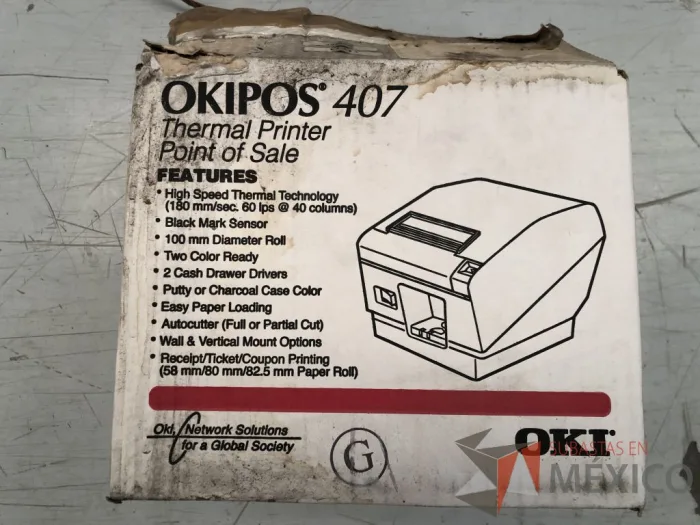 OKIPOS® 407
Thermal Printer
Point of Sale
FEATURES
• High Speed Thermal Technology
(180 mm/sec. 60 lps @ 40 columns)
• Black Mark Sensor
• 100 mm Diameter Roll
• Two Color Ready
• 2 Cash Drawer Drivers
• Putty or Charcoal Case Color
• Easy Paper Loading
• Autocutter (Full or Partial Cut)
• Wall & Vertical Mount Options
• Receipt/Ticket/Coupon Printing
(58 mm/80 mm/82.5 mm Paper Roll)
Oki, Network Solutions
for a Global Society
G
OKI
SUBASTAS EN
MÉXICO